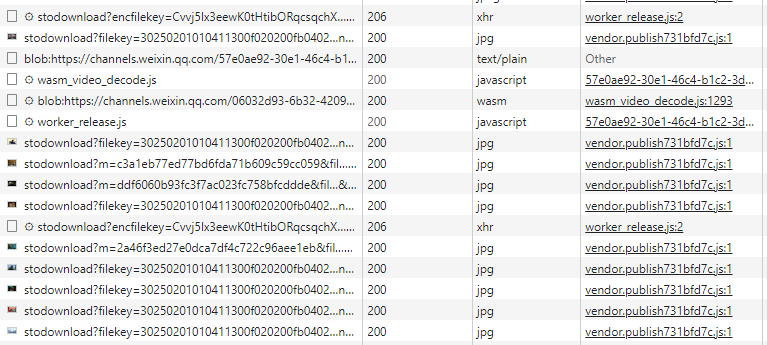 stodownload?encfilekey=Cvvj5Ix3eewK0tHtibORqcsqchX...... 206 xhr worker_release.js:2
stodownload?filekey=30250201010411300f020200fb0402...n... 200 jpg vendor.publish731bfd7c.js:1
blob:https://channels.weixin.qq.com/57e0ae92-30e1-46c4-b1... 200 text/plain Other
wasm_video_decode.js 200 javascript 57e0ae92-30e1-46c4-b1c2-3d...
blob:https://channels.weixin.qq.com/06032d93-6b32-4209... 200 wasm wasm_video_decode.js:1293
worker_release.js 200 javascript 57e0ae92-30e1-46c4-b1c2-3d...
stodownload?filekey=30250201010411300f020200fb0402...n... 200 jpg vendor.publish731bfd7c.js:1
stodownload?m=c3a1eb77ed77bd6fda71b609c59cc059&fil...... 200 jpg vendor.publish731bfd7c.js:1
stodownload?m=ddf6060b93fc3f7ac023fc758bfcddde&fil...&... 200 jpg vendor.publish731bfd7c.js:1
stodownload?filekey=30250201010411300f020200fb0402...n... 200 jpg vendor.publish731bfd7c.js:1
stodownload?encfilekey=Cvvj5Ix3eewK0tHtibORqcsqchX...... 206 xhr worker_release.js:2
stodownload?m=2a46f3ed27e0dca7df4c722c96aee1eb&fil...... 200 jpg vendor.publish731bfd7c.js:1
stodownload?filekey=30250201010411300f020200fb0402...n... 200 jpg vendor.publish731bfd7c.js:1
stodownload?filekey=30250201010411300f020200fb0402...n... 200 jpg vendor.publish731bfd7c.js:1
stodownload?filekey=30250201010411300f020200fb0402...n... 200 jpg vendor.publish731bfd7c.js:1
stodownload?filekey=30250201010411300f020200fb0402...n... 200 jpg vendor.publish731bfd7c.js:1